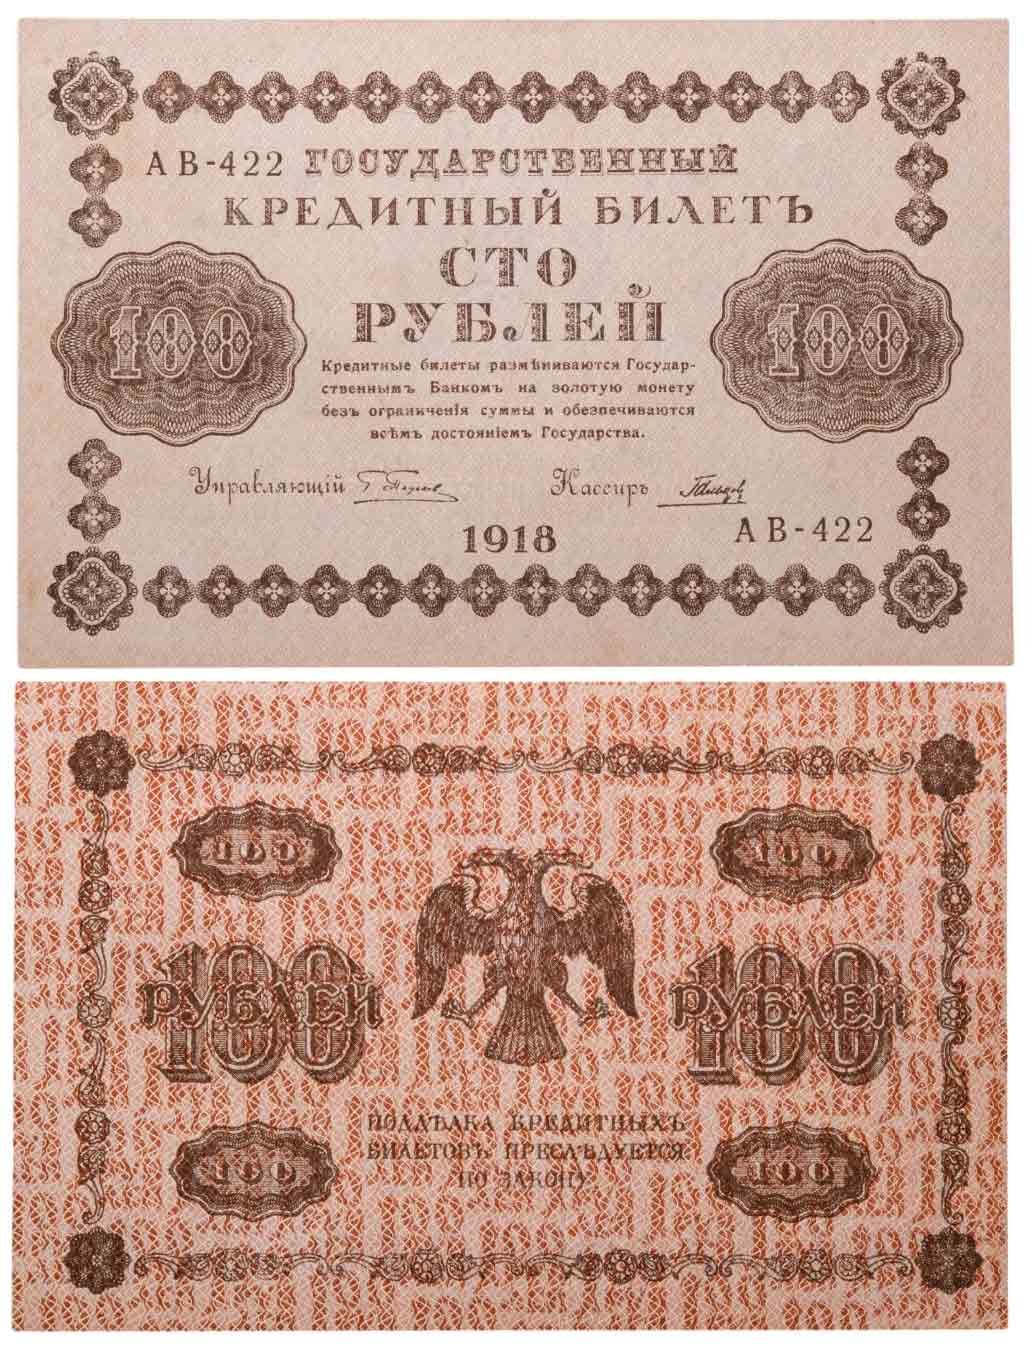 АВ-422 ГОСУДАРСТВЕННЫЙ
КРЕДИТНЫЙ БИЛЕТЪ
СТО
РУБЛЕЙ
100
100
Кредитные билеты размѣниваются Государ-
ственнымъ Банкомъ на золотую монету
безъ ограниченія суммы и обезпечиваются
всѣмъ достояніемъ Государства.
Управляющій Кассиръ
1918
АВ-422
100 100
100 100
РУБЛЕЙ РУБЛЕЙ
ПОДДѢЛКА КРЕДИТНЫХЪ
БИЛЕТОВЪ ПРЕСЛѢДУЕТСЯ
ПО ЗАКОНУ
100 100